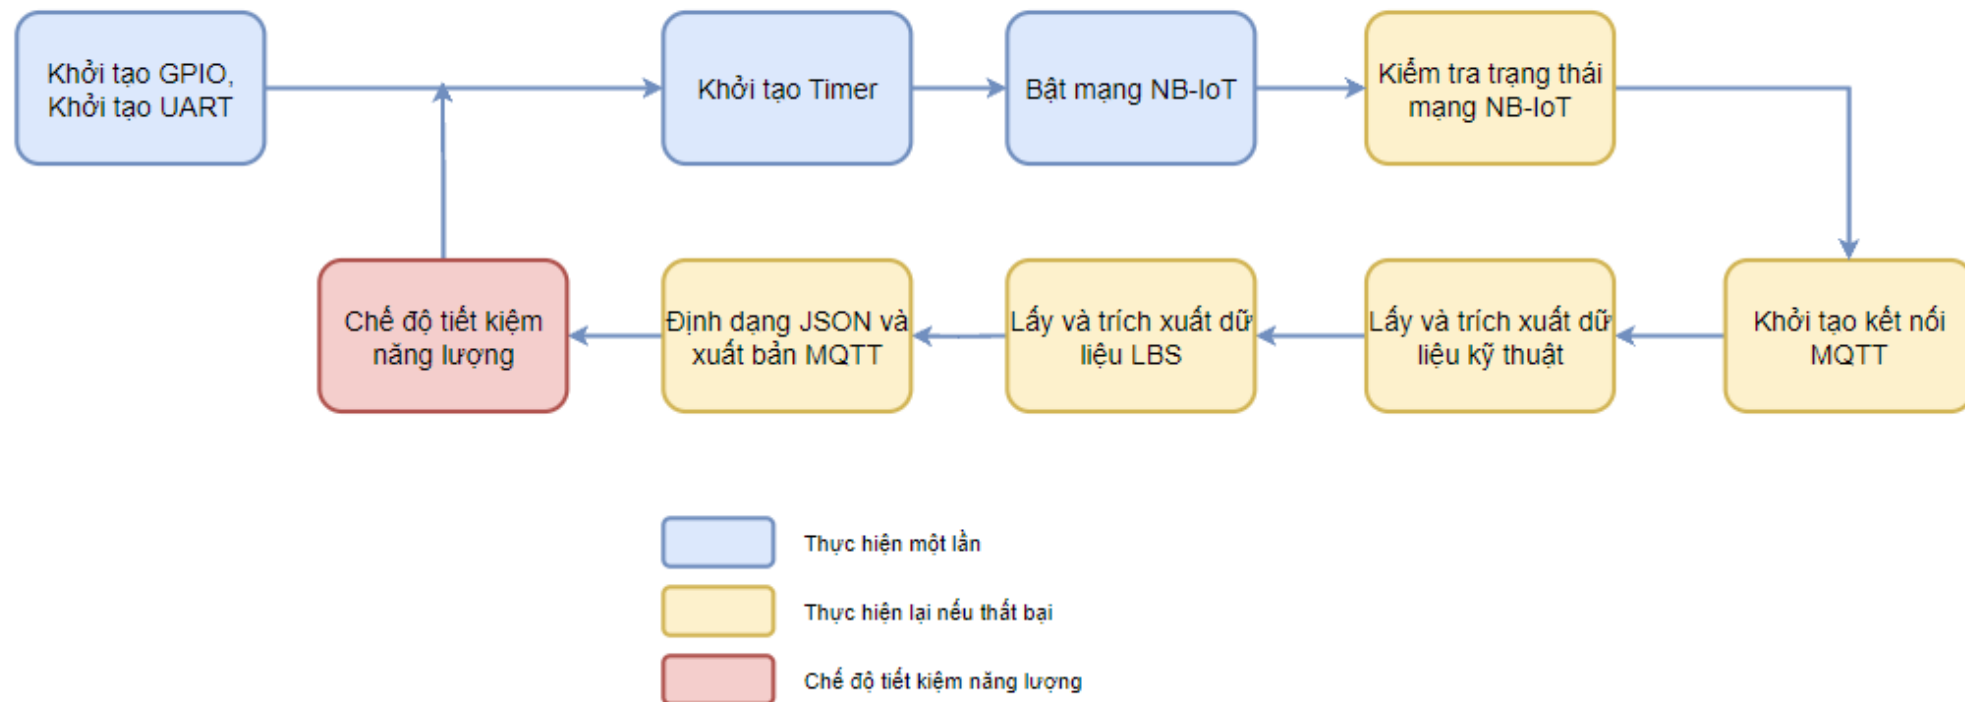 Khởi tạo GPIO,
Khởi tạo UART
Khởi tạo Timer
Bật mạng NB-IoT
Kiểm tra trạng thái
mạng NB-IoT
Chế độ tiết kiệm
năng lượng
Định dạng JSON và
xuất bản MQTT
Lấy và trích xuất dữ
liệu LBS
Lấy và trích xuất dữ
liệu kỹ thuật
Khởi tạo kết nối
MQTT
Thực hiện một lần
Thực hiện lại nếu thất bại
Chế độ tiết kiệm năng lượng